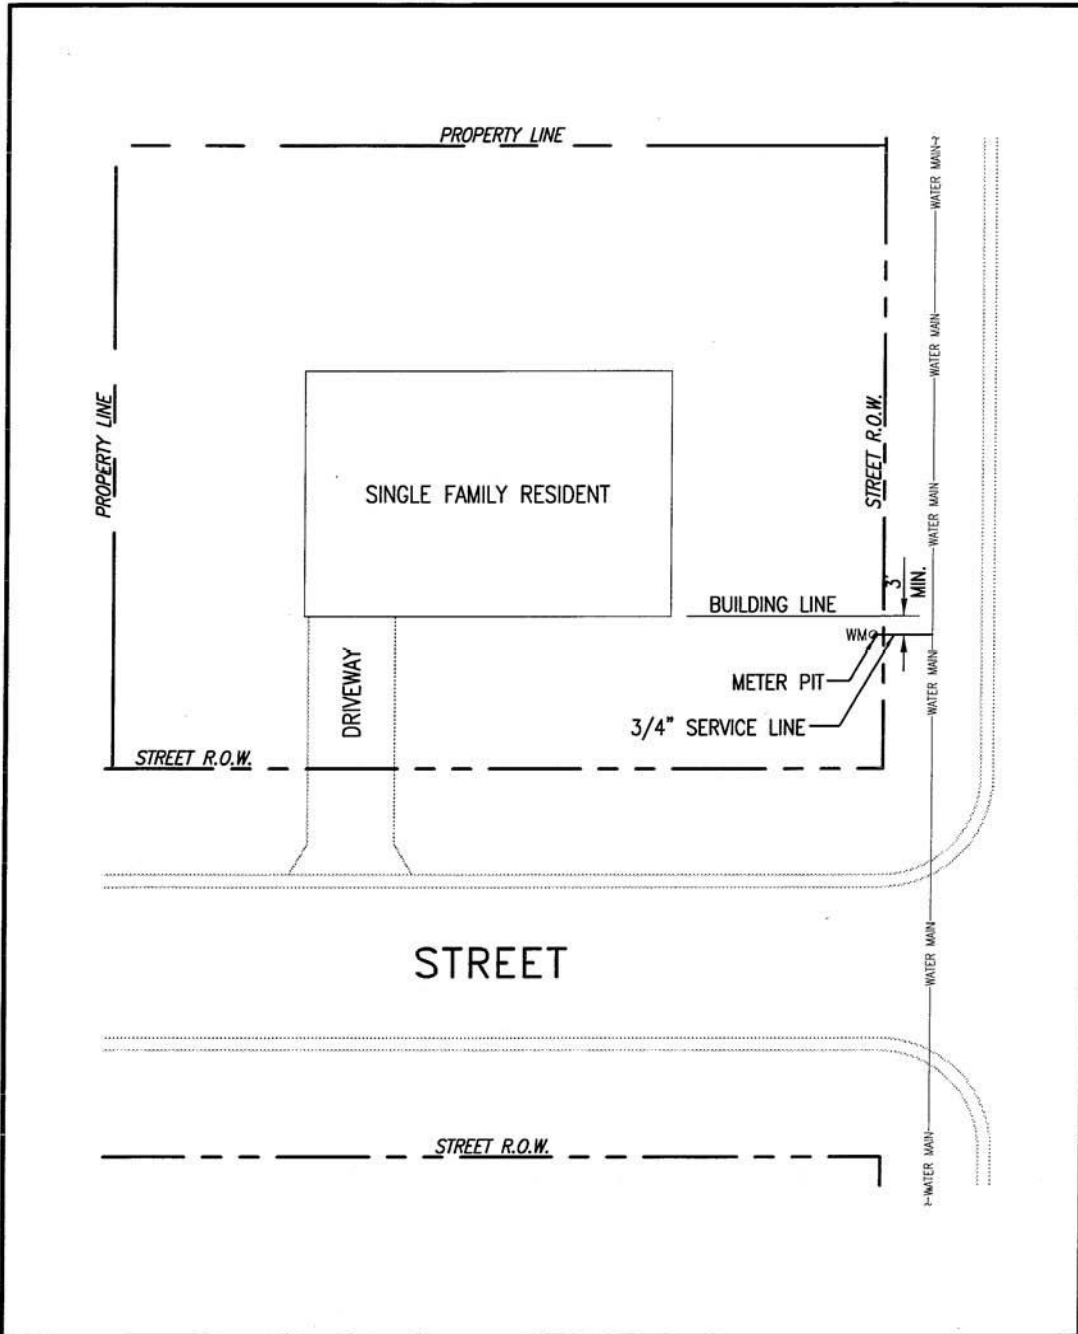 PROPERTY LINE
WATER MAIN
WATER MAIN
PROPERTY LINE
STREET R.O.W.
WATER MAIN
SINGLE FAMILY RESIDENT
3'
MIN.
BUILDING LINE
WM
METER PIT
WATER MAIN
DRIVEWAY
3/4" SERVICE LINE
STREET R.O.W.
WATER MAIN
STREET
WATER MAIN
STREET R.O.W.
WATER MAIN